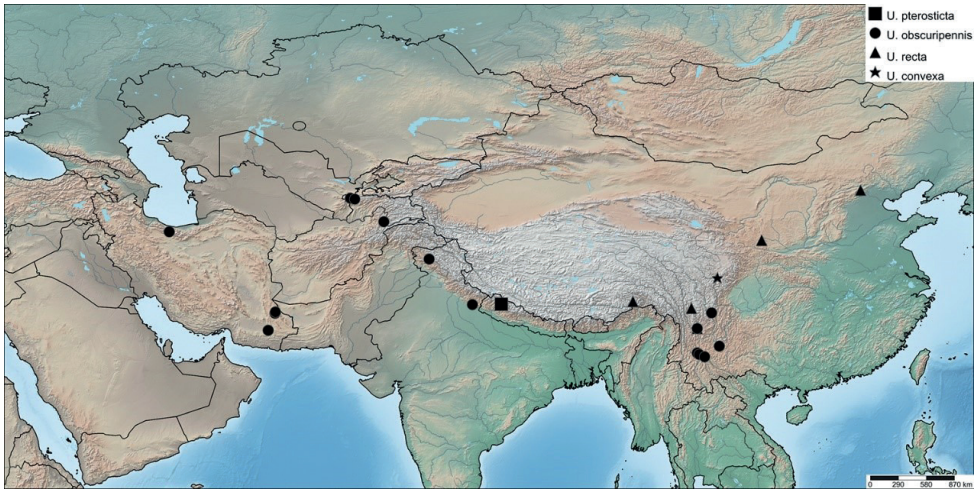 U. pterosticta
U. obscuripennis
U. recta
U. convexa
0 290 580 870 km